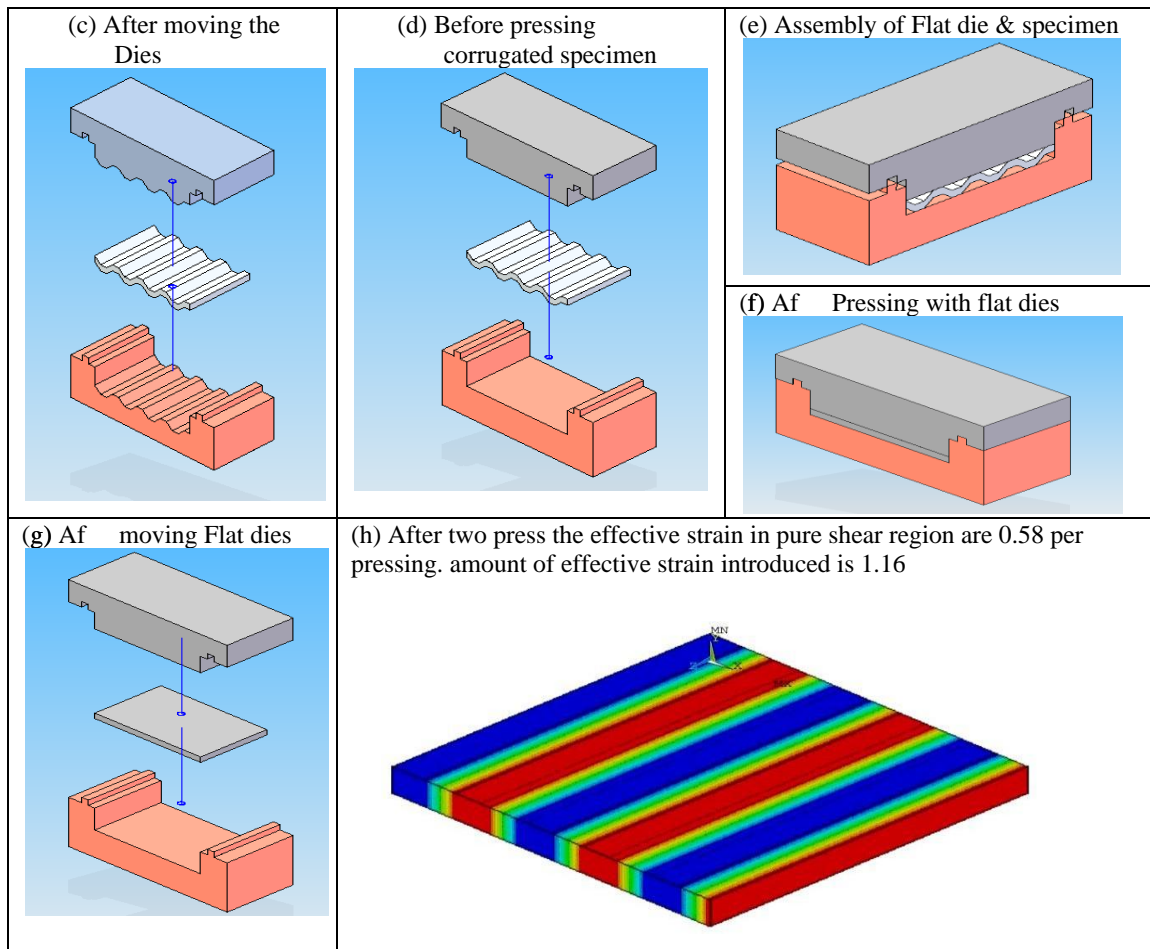 (c) After moving the
Dies
(d) Before pressing
corrugated specimen
(e) Assembly of Flat die & specimen
(f) Af Pressing with flat dies
(g) Af moving Flat dies
(h) After two press the effective strain in pure shear region are 0.58 per
pressing. amount of effective strain introduced is 1.16
MN
Y
Z X
MX